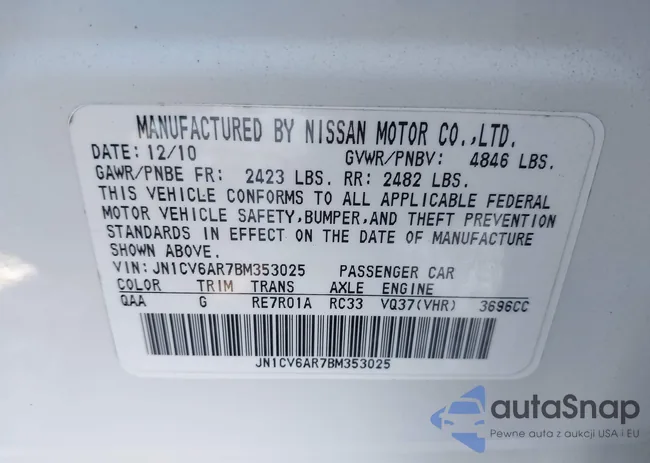 MANUFACTURED BY NISSAN MOTOR CO.,LTD.
DATE: 12/10 GVWR/PNBV: 4846 LBS.
GAWR/PNBE FR: 2423 LBS. RR: 2482 LBS.
THIS VEHICLE CONFORMS TO ALL APPLICABLE FEDERAL
MOTOR VEHICLE SAFETY,BUMPER,AND THEFT PREVENTION
STANDARDS IN EFFECT ON THE DATE OF MANUFACTURE
SHOWN ABOVE.
VIN: JN1CV6AR7BM353025 PASSENGER CAR
COLOR TRIM TRANS AXLE ENGINE
QAA G RE7R01A RC33 VQ37(VHR) 3696CC
JN1CV6AR7BM353025
autaSnap
Pewne auta z aukcji USA i EU